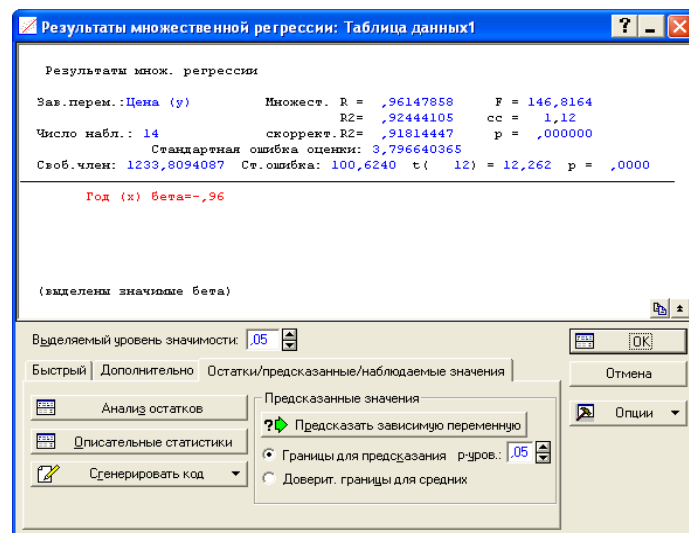 Результаты множественной регрессии: Таблица данных1
Результаты множ. регрессии
Зав.перем.:Цена (y) Множест. R = ,96147858 F = 146,8164
R2= ,92444105 cc = 1,12
Число набл.: 14 скоррект.R2= ,91814447 p = ,000000
Стандартная ошибка оценки: 3,796640365
Своб.член: 1233,8094087 Ст.ошибка: 100,6240 t( 12) = 12,262 p = ,0000
Год (x) бета=-,96
(выделены значимые бета)
Выделяемый уровень значимости: ,05
OK
Быстрый Дополнительно Остатки/предсказанные/наблюдаемые значения
Отмена
Предсказанные значения
Анализ остатков
Опции
Предсказать зависимую переменную
Описательные статистики
Границы для предсказания р-уров.: ,05
Сгенерировать код
Доверит. границы для средних